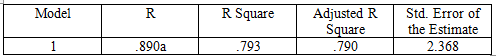 Model R R Square Adjusted R Square Std. Error of the Estimate
1 .890a .793 .790 2.368